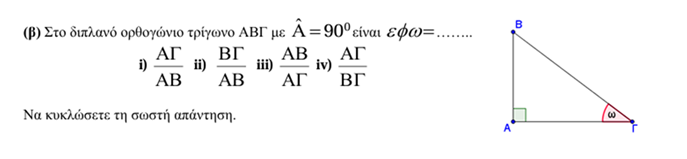 (β) Στο διπλανό ορθογώνιο τρίγωνο ΑΒΓ με Â = 90⁰ είναι εφω=……..
i) ΑΓ/ΑΒ ii) ΒΓ/ΑΒ iii) ΑΒ/ΑΓ iv) ΑΓ/ΒΓ
Να κυκλώσετε τη σωστή απάντηση.
Β
Α
ω
Γ